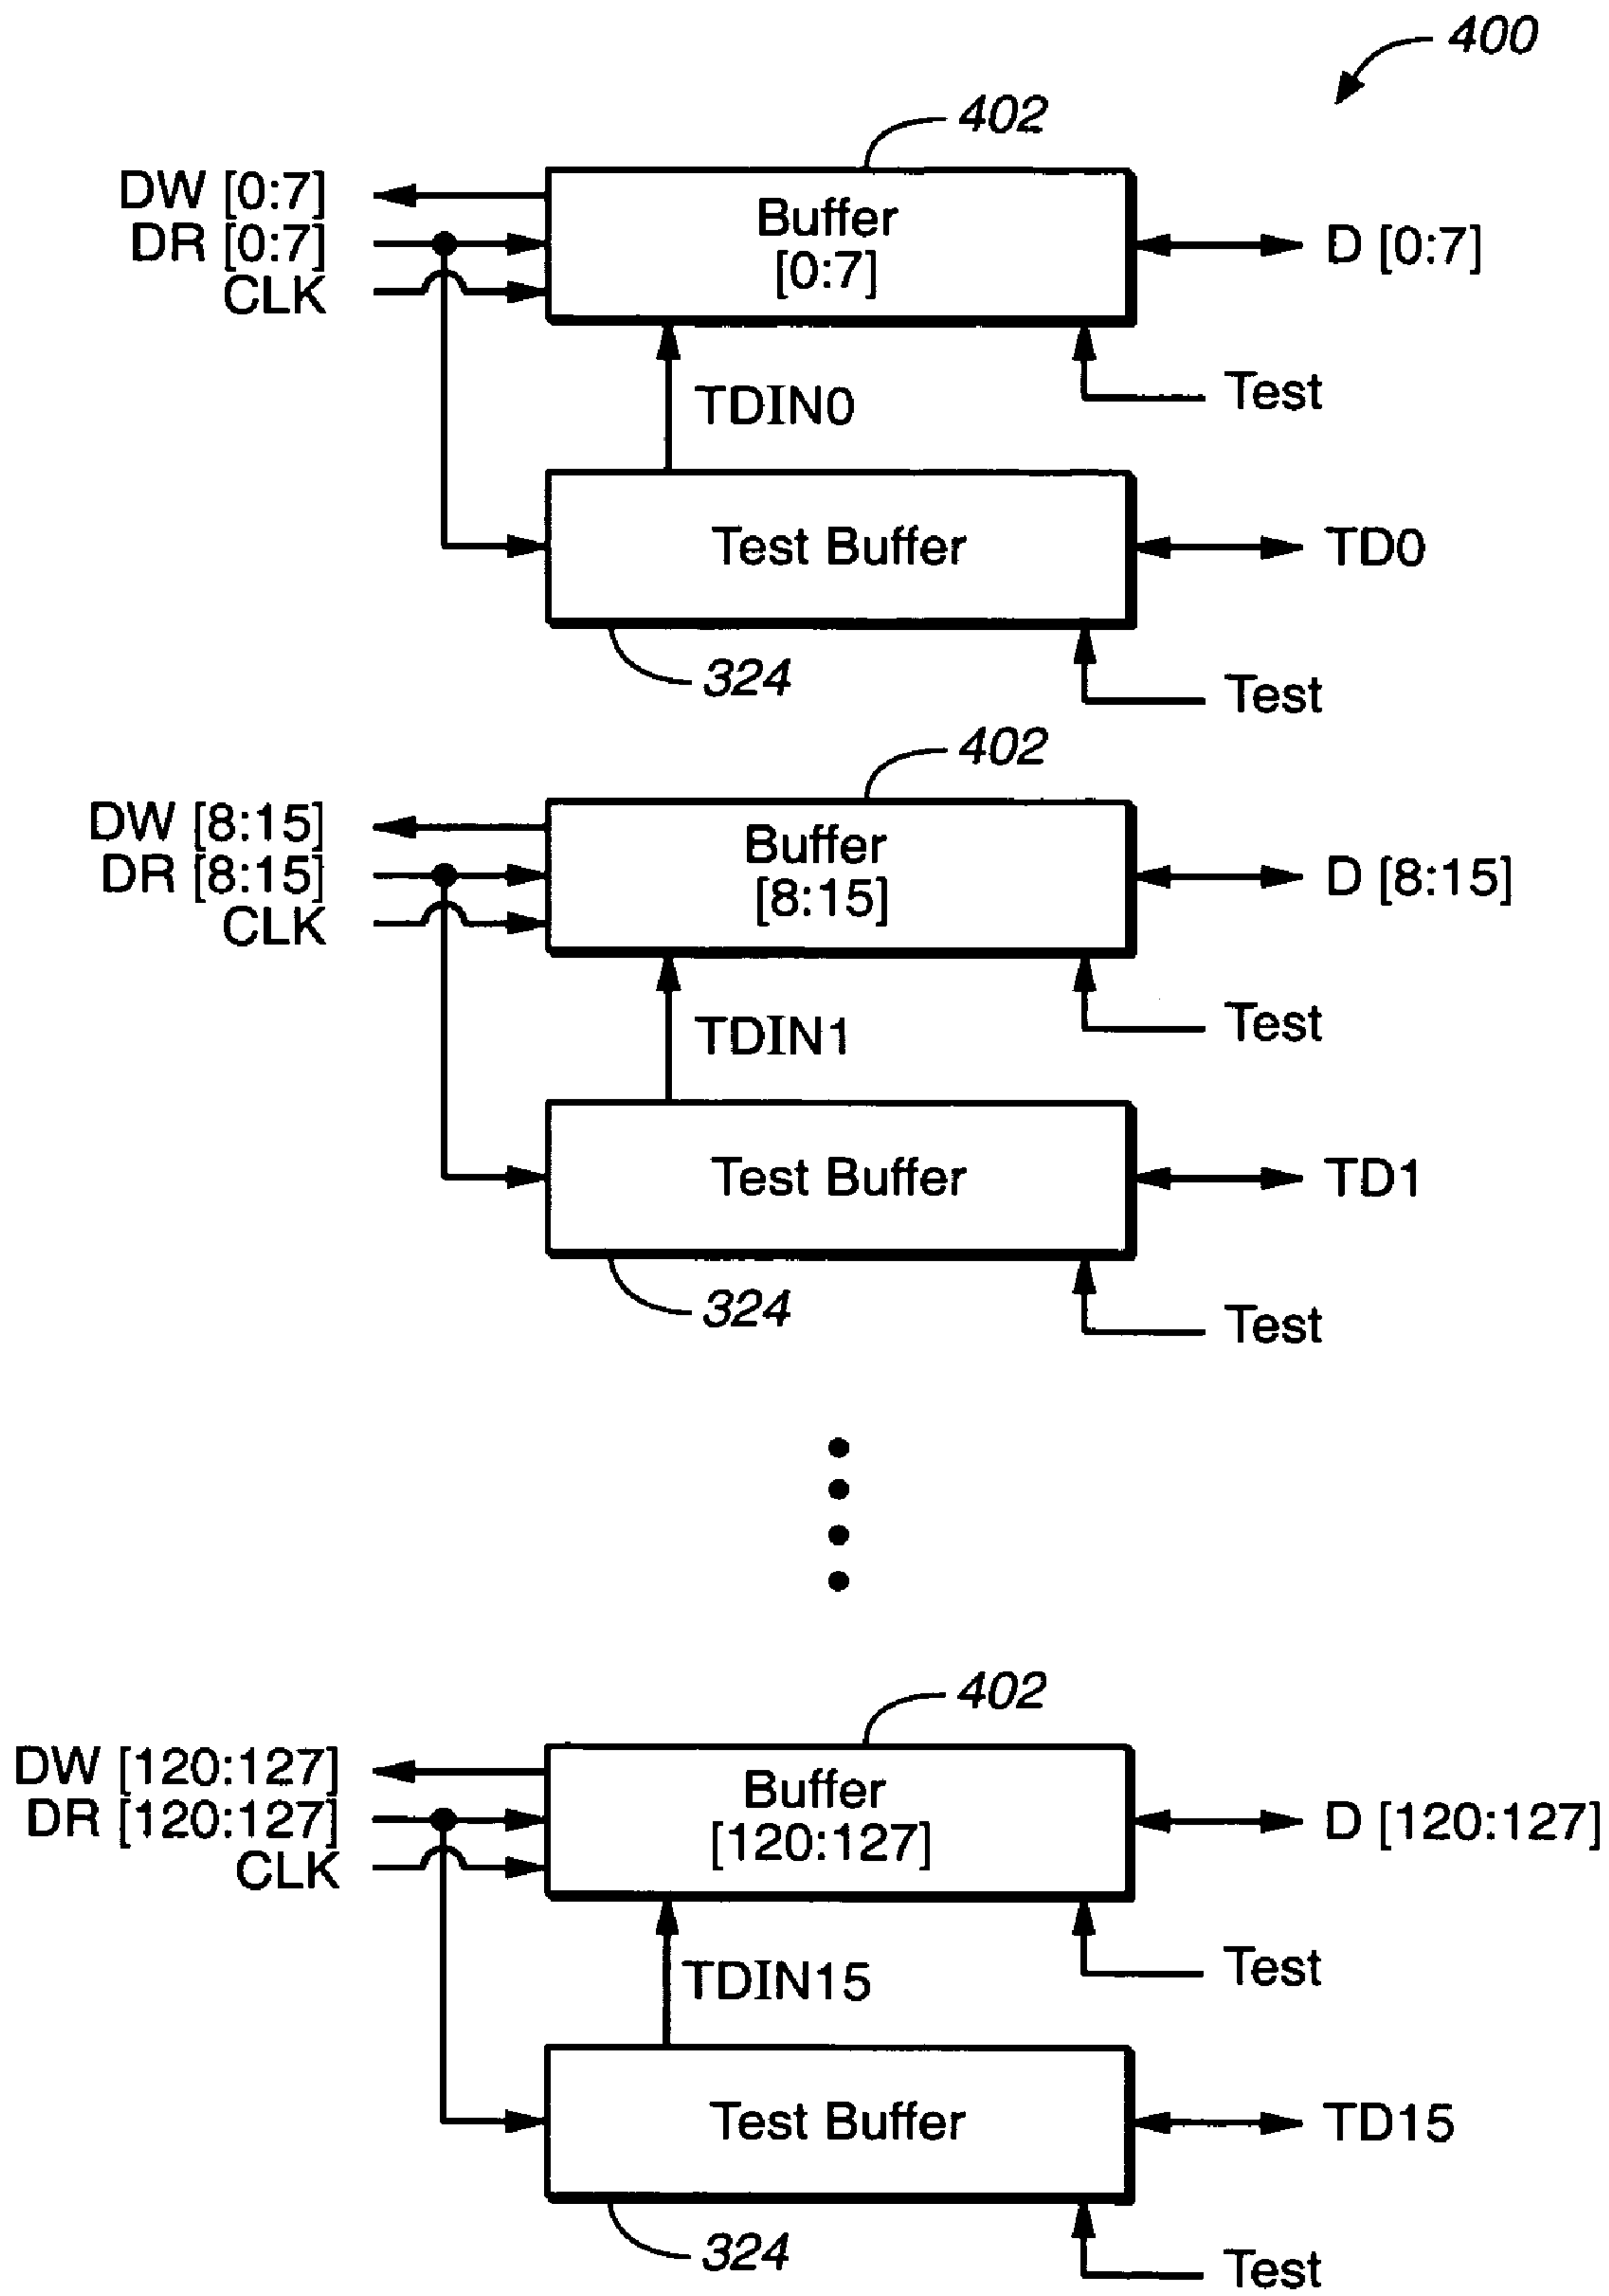 400
402
DW [0:7]
DR [0:7]
CLK
Buffer
[0:7]
D [0:7]
Test
TDIN0
Test Buffer
TD0
324
Test
402
DW [8:15]
DR [8:15]
CLK
Buffer
[8:15]
D [8:15]
Test
TDIN1
Test Buffer
TD1
324
Test
402
DW [120:127]
DR [120:127]
CLK
Buffer
[120:127]
D [120:127]
Test
TDIN15
Test Buffer
TD15
324
Test